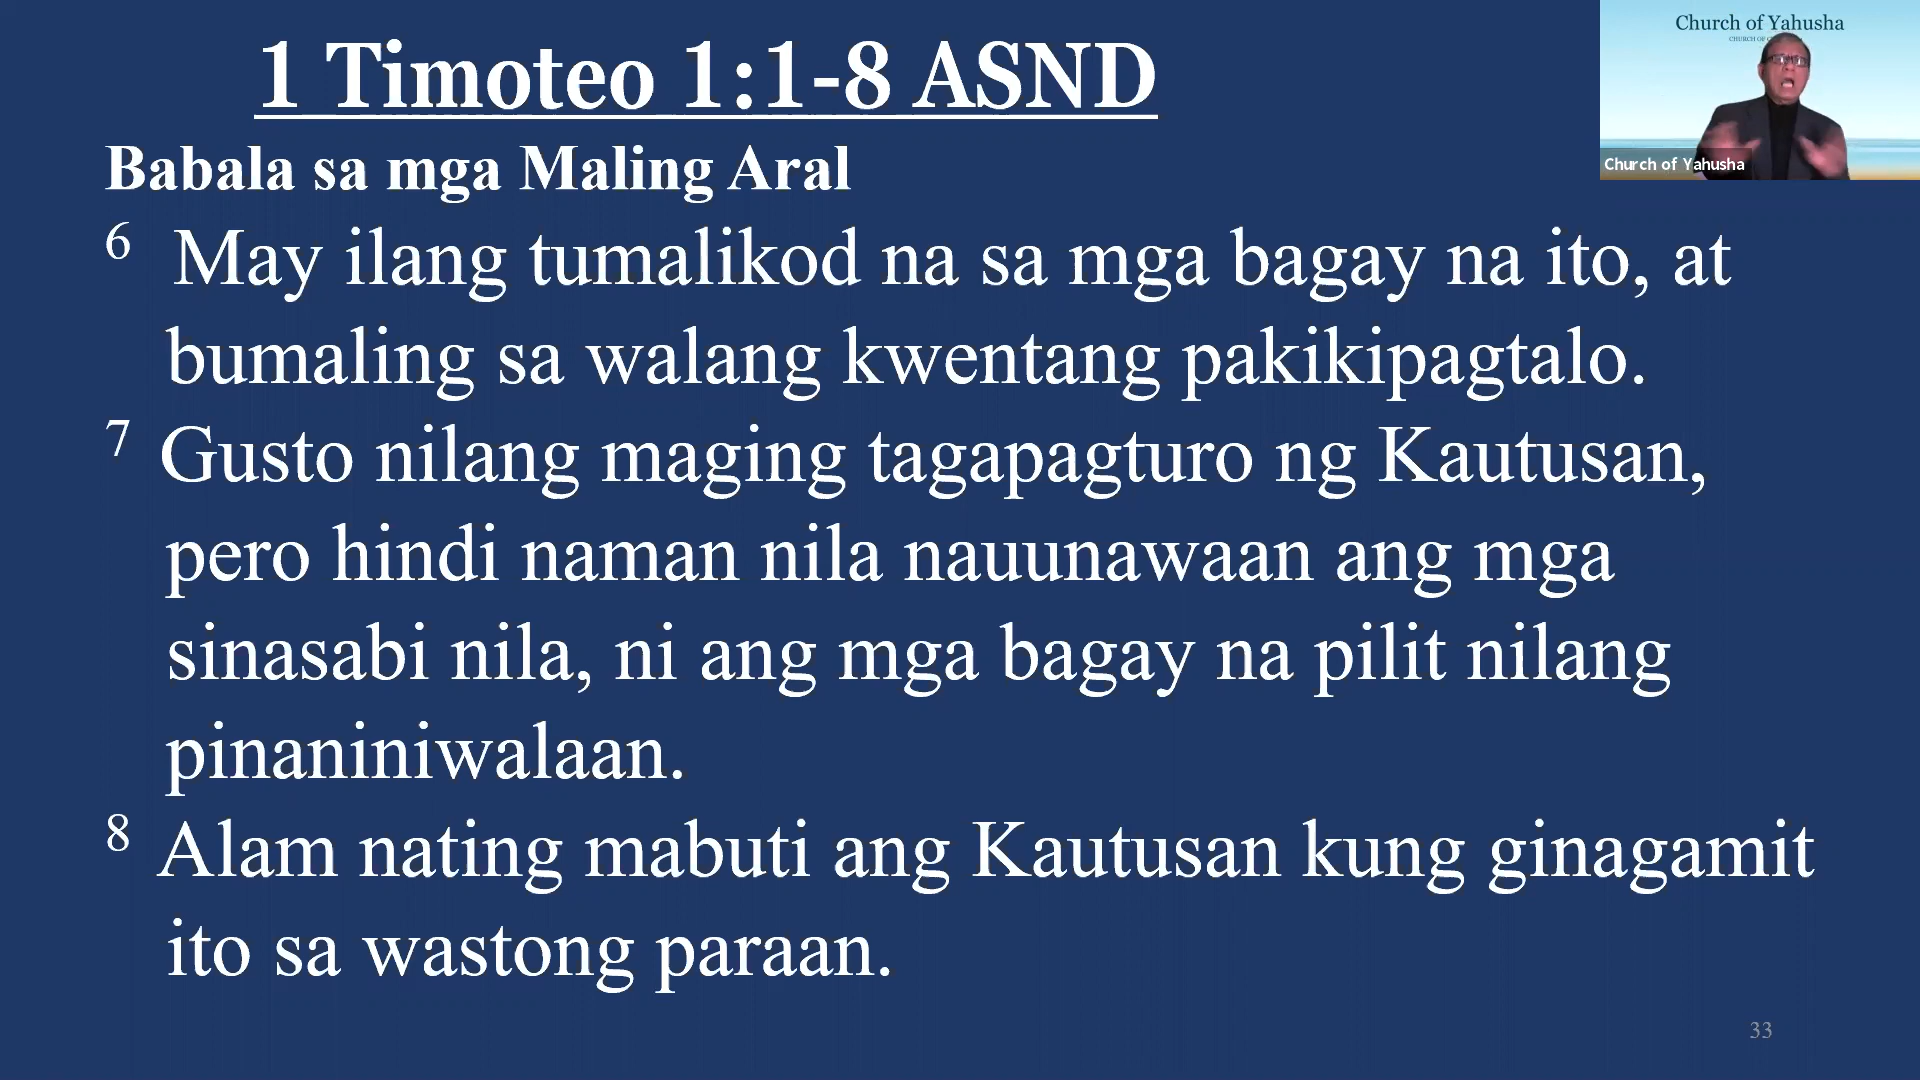 1 Timoteo 1:1-8 ASND
Church of Yahusha
Church of Yahusha
Babala sa mga Maling Aral
6 May ilang tumalikod na sa mga bagay na ito, at
bumaling sa walang kwentang pakikipagtalo.
7 Gusto nilang maging tagapagturo ng Kautusan,
pero hindi naman nila nauunawaan ang mga
sinasabi nila, ni ang mga bagay na pilit nilang
pinaniniwalaan.
8 Alam nating mabuti ang Kautusan kung ginagamit
ito sa wastong paraan.
33